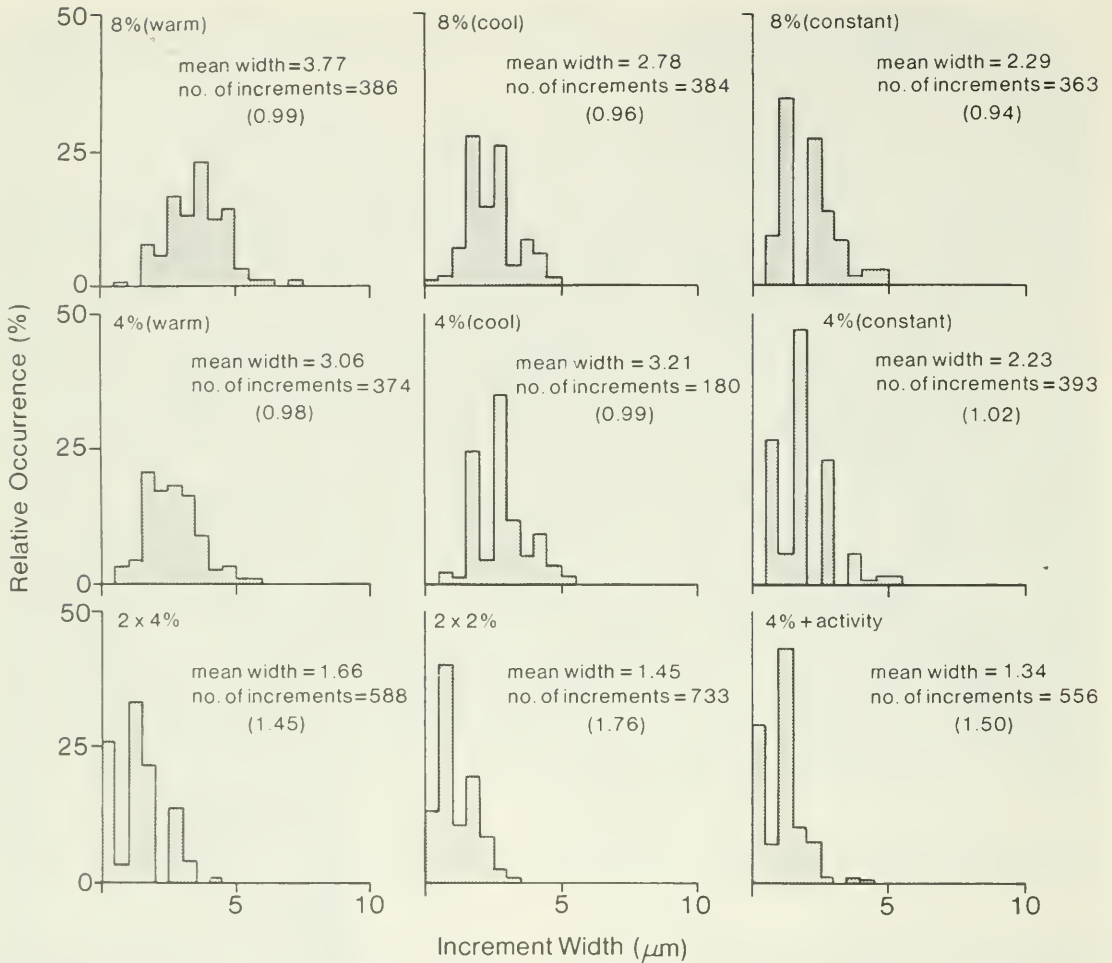 50
8%(warm)
mean width=3.77
no. of increments=386
(0.99)
8%(cool)
mean width = 2.78
no. of increments = 384
(0.96)
8%(constant)
mean width = 2.29
no. of increments = 363
(0.94)
25
0
50
4%(warm)
mean width = 3.06
no. of increments = 374
(0.98)
4%(cool)
mean width = 3.21
no. of increments = 180
(0.99)
4%(constant)
mean width = 2.23
no. of increments = 393
(1.02)
25
0
50
2 x 4%
mean width = 1.66
no. of increments=588
(1.45)
2 x 2%
mean width = 1.45
no. of increments = 733
(1.76)
4% + activity
mean width = 1.34
no. of increments = 556
(1.50)
25
0
5 10 5 10 5 10
Relative Occurrence (%)
Increment Width (μm)